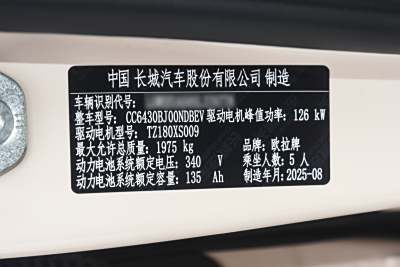 中国 长城汽车股份有限公司 制造
车辆识别代号：
整车型号：CC6430BJ00NDBEV 驱动电机峰值功率：126 kW
驱动电机型号：TZ180XS009
最大允许总质量：1975 kg
动力电池系统额定电压：340 V 品牌：欧拉牌
动力电池系统额定容量：135 Ah 乘坐人数：5 人
制造年月：2025-08